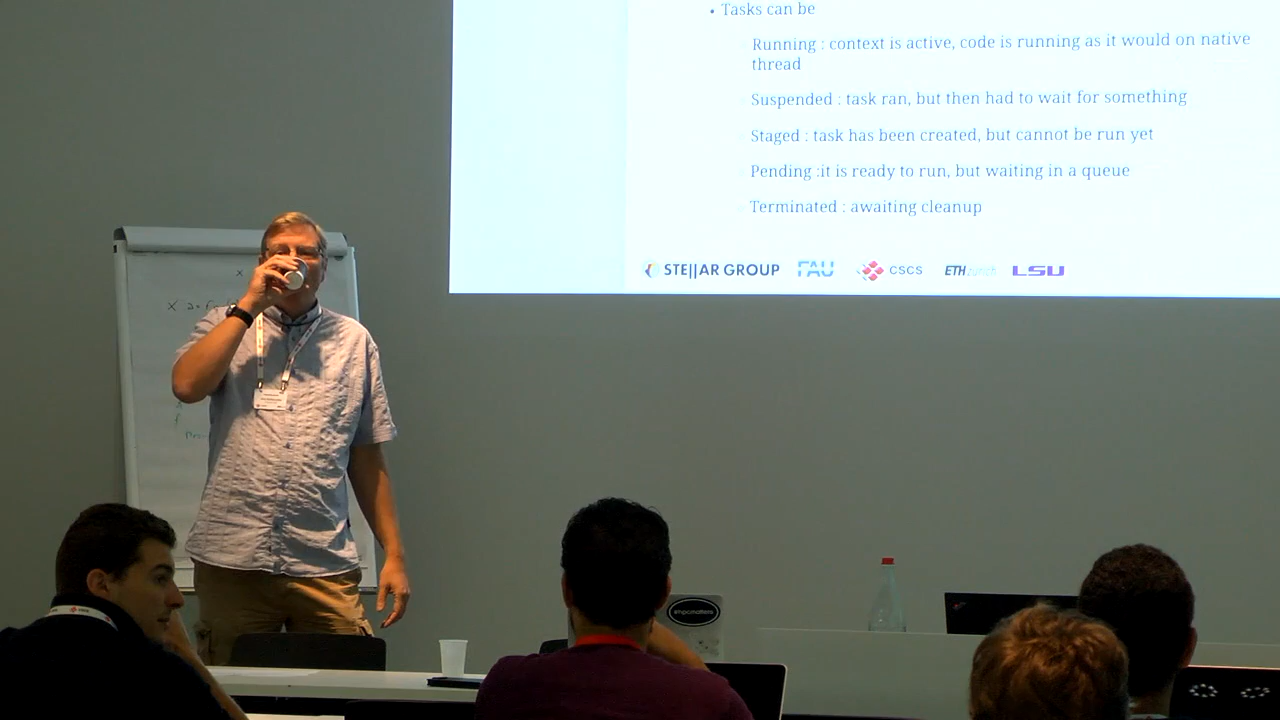 • Tasks can be
Running : context is active, code is running as it would on native
thread
Suspended : task ran, but then had to wait for something
Staged : task has been created, but cannot be run yet
Pending :it is ready to run, but waiting in a queue
Terminated : awaiting cleanup
STE||AR GROUP FAU CSCS ETH zürich LSU
X
X